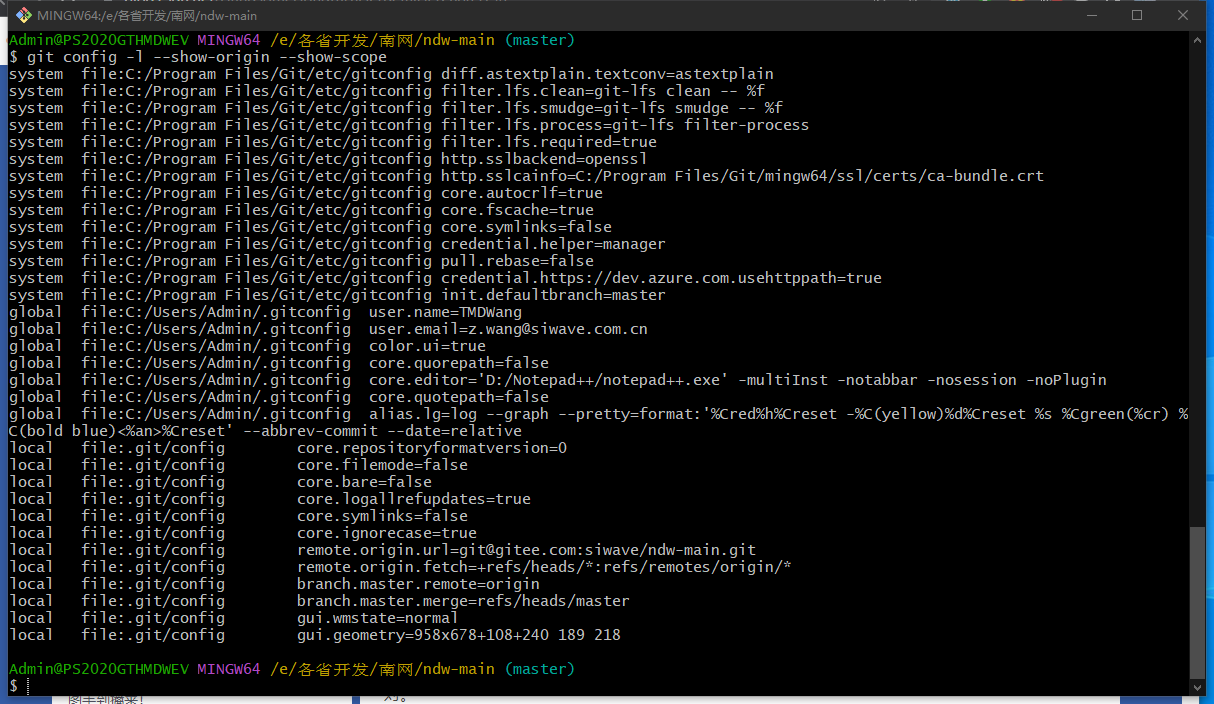 MINGW64:/e/各省开发/南网/ndw-main
Admin@PS2020GTHMDWEV MINGW64 /e/各省开发/南网/ndw-main (master)
$ git config -l --show-origin --show-scope
system  file:C:/Program Files/Git/etc/gitconfig diff.astextplain.textconv=astextplain
system  file:C:/Program Files/Git/etc/gitconfig filter.lfs.clean=git-lfs clean -- %f
system  file:C:/Program Files/Git/etc/gitconfig filter.lfs.smudge=git-lfs smudge -- %f
system  file:C:/Program Files/Git/etc/gitconfig filter.lfs.process=git-lfs filter-process
system  file:C:/Program Files/Git/etc/gitconfig filter.lfs.required=true
system  file:C:/Program Files/Git/etc/gitconfig http.sslbackend=openssl
system  file:C:/Program Files/Git/etc/gitconfig http.sslcainfo=C:/Program Files/Git/mingw64/ssl/certs/ca-bundle.crt
system  file:C:/Program Files/Git/etc/gitconfig core.autocrlf=true
system  file:C:/Program Files/Git/etc/gitconfig core.fscache=true
system  file:C:/Program Files/Git/etc/gitconfig core.symlinks=false
system  file:C:/Program Files/Git/etc/gitconfig credential.helper=manager
system  file:C:/Program Files/Git/etc/gitconfig pull.rebase=false
system  file:C:/Program Files/Git/etc/gitconfig credential.https://dev.azure.com.usehttppath=true
system  file:C:/Program Files/Git/etc/gitconfig init.defaultbranch=master
global  file:C:/Users/Admin/.gitconfig  user.name=TMDWang
global  file:C:/Users/Admin/.gitconfig  user.email=z.wang@siwave.com.cn
global  file:C:/Users/Admin/.gitconfig  color.ui=true
global  file:C:/Users/Admin/.gitconfig  core.quorepath=false
global  file:C:/Users/Admin/.gitconfig  core.editor='D:/Notepad++/notepad++.exe' -multiInst -notabbar -nosession -noPlugin
global  file:C:/Users/Admin/.gitconfig  core.quotepath=false
global  file:C:/Users/Admin/.gitconfig  alias.lg=log --graph --pretty=format:'%Cred%h%Creset -%C(yellow)%d%Creset %s %Cgreen(%cr) %
C(bold blue)<%an>%Creset' --abbrev-commit --date=relative
local   file:.git/config        core.repositoryformatversion=0
local   file:.git/config        core.filemode=false
local   file:.git/config        core.bare=false
local   file:.git/config        core.logallrefupdates=true
local   file:.git/config        core.symlinks=false
local   file:.git/config        core.ignorecase=true
local   file:.git/config        remote.origin.url=git@gitee.com:siwave/ndw-main.git
local   file:.git/config        remote.origin.fetch=+refs/heads/*:refs/remotes/origin/*
local   file:.git/config        branch.master.remote=origin
local   file:.git/config        branch.master.merge=refs/heads/master
local   file:.git/config        gui.wmstate=normal
local   file:.git/config        gui.geometry=958x678+108+240 189 218
Admin@PS2020GTHMDWEV MINGW64 /e/各省开发/南网/ndw-main (master)
$